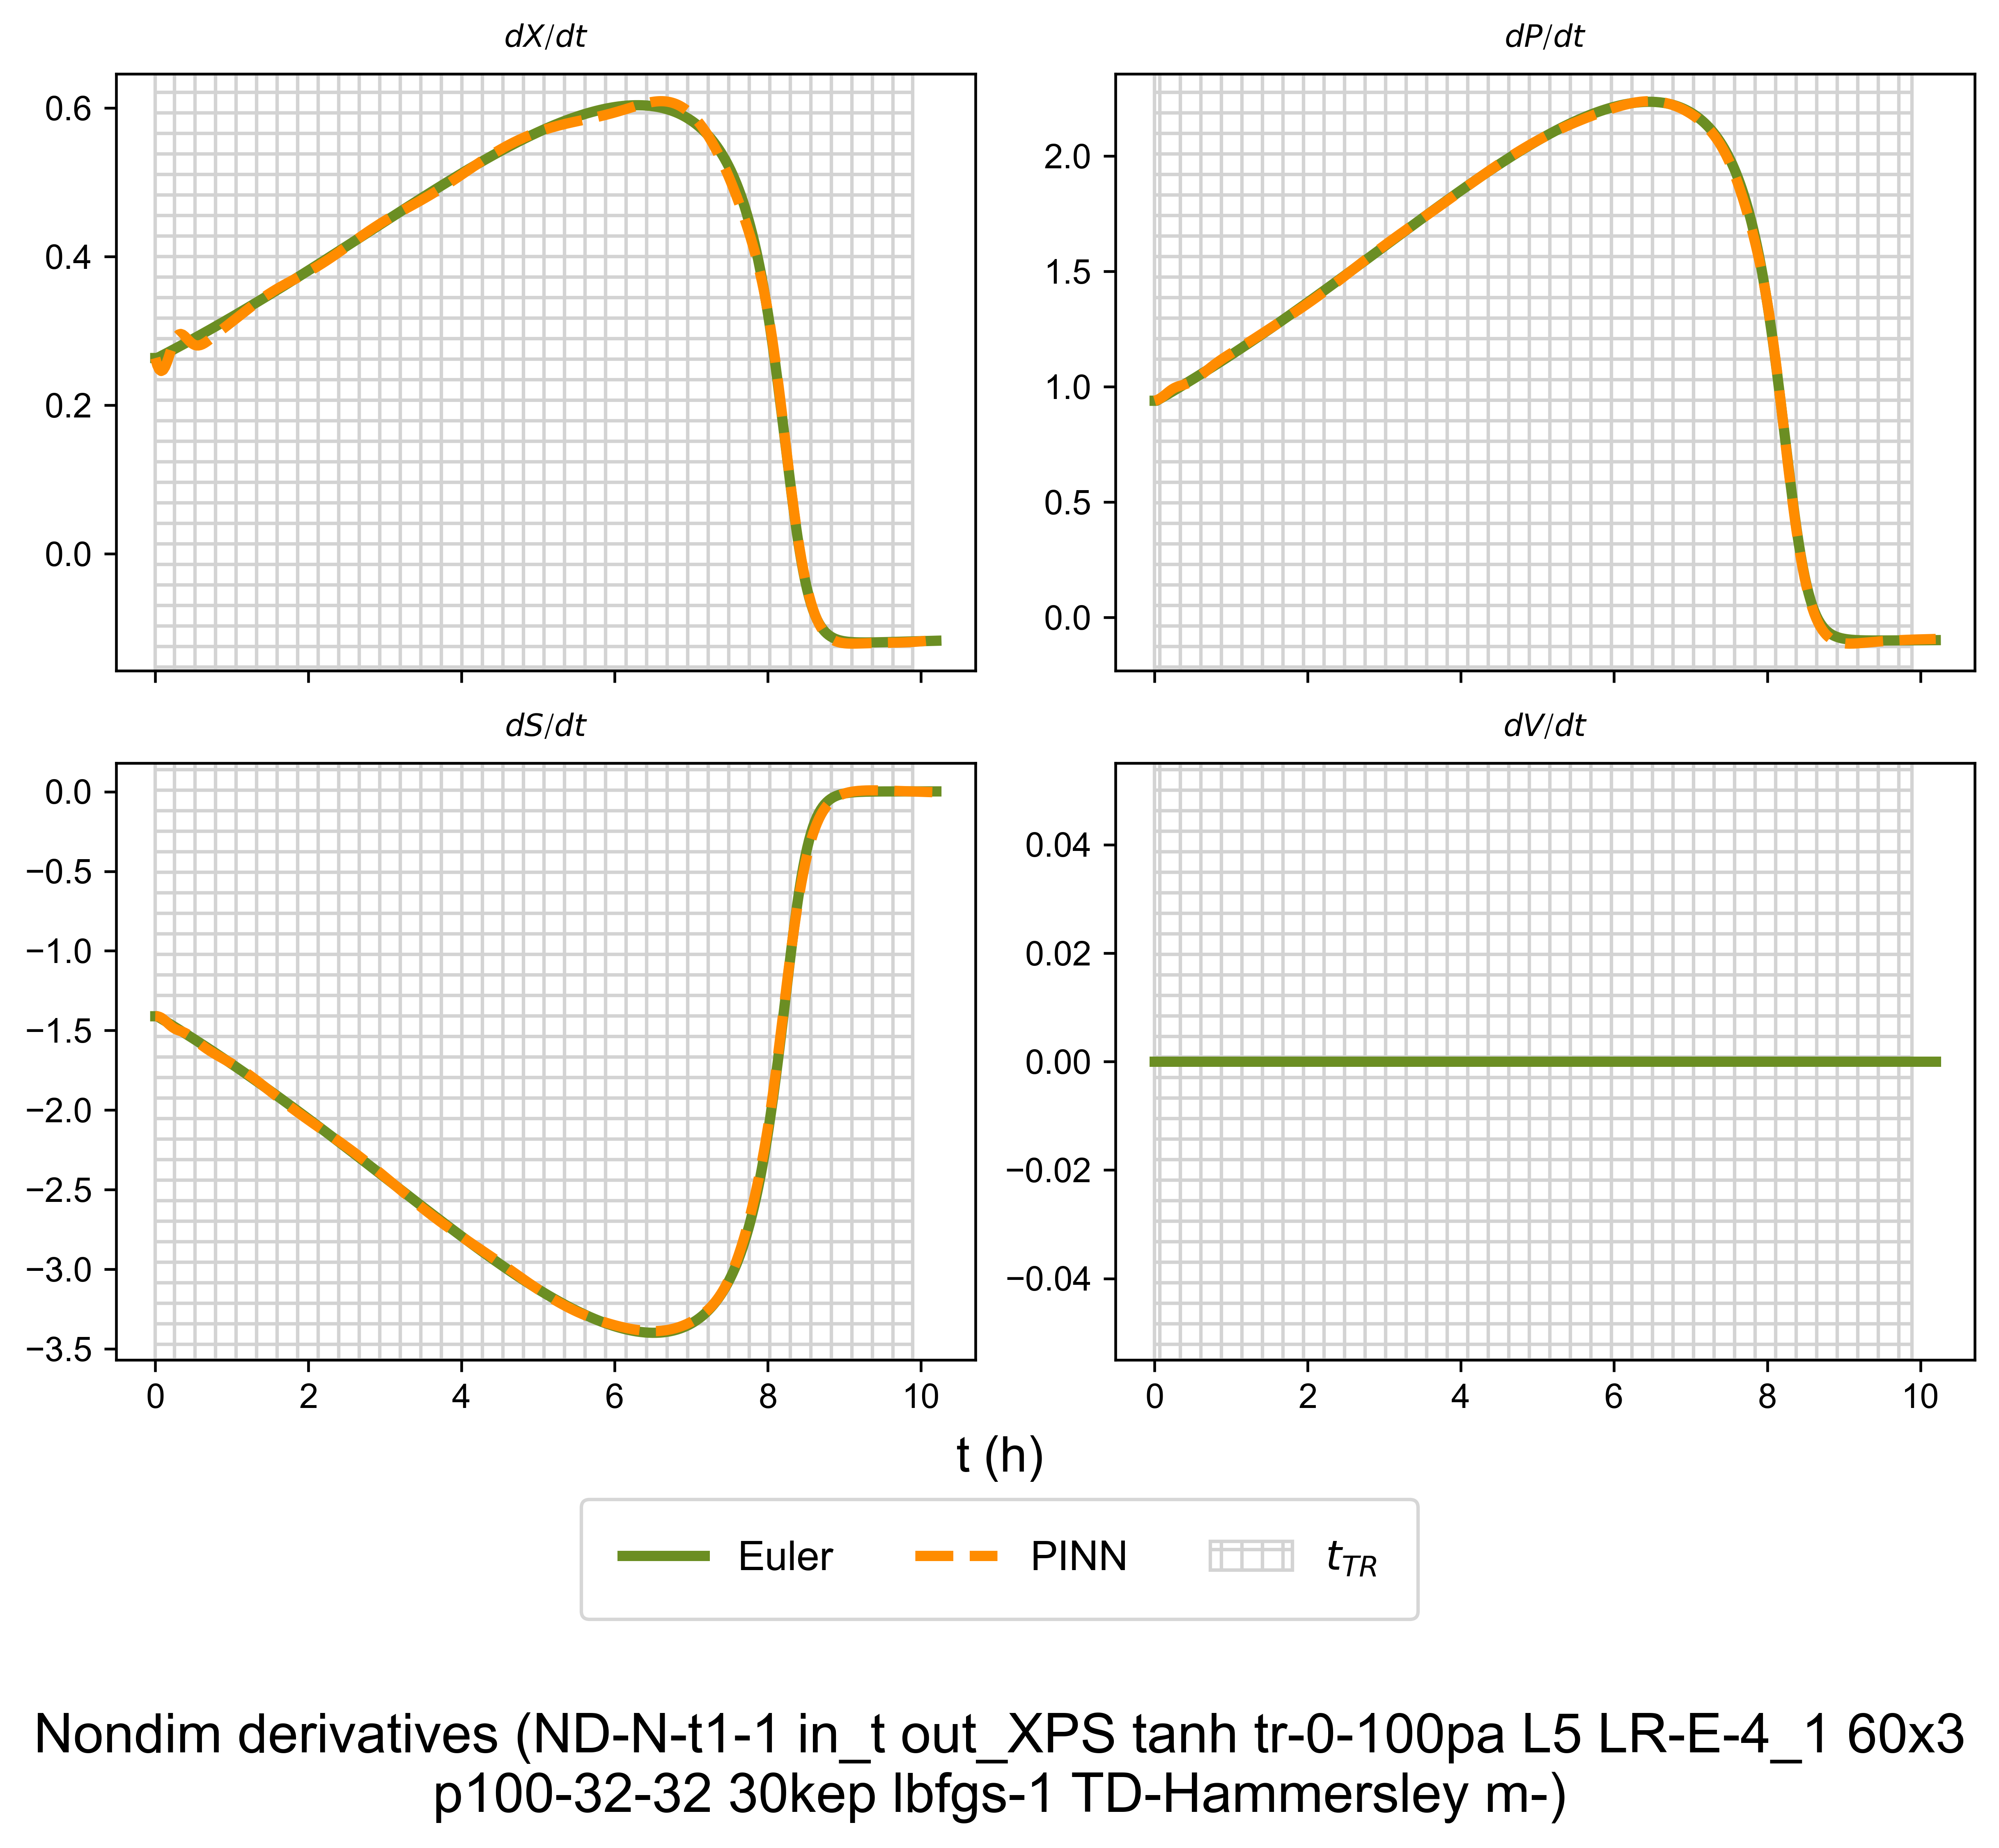 dX/dt
dP/dt
0.6
0.4
0.2
0.0
2.0
1.5
1.0
0.5
0.0
dS/dt
dV/dt
0.0
−0.5
−1.0
−1.5
−2.0
−2.5
−3.0
−3.5
0.04
0.02
0.00
−0.02
−0.04
0 2 4 6 8 10
0 2 4 6 8 10
t (h)
Euler PINN t_{TR}
Nondim derivatives (ND-N-t1-1 in_t out_XPS tanh tr-0-100pa L5 LR-E-4_1 60x3
p100-32-32 30kep lbfgs-1 TD-Hammersley m-)